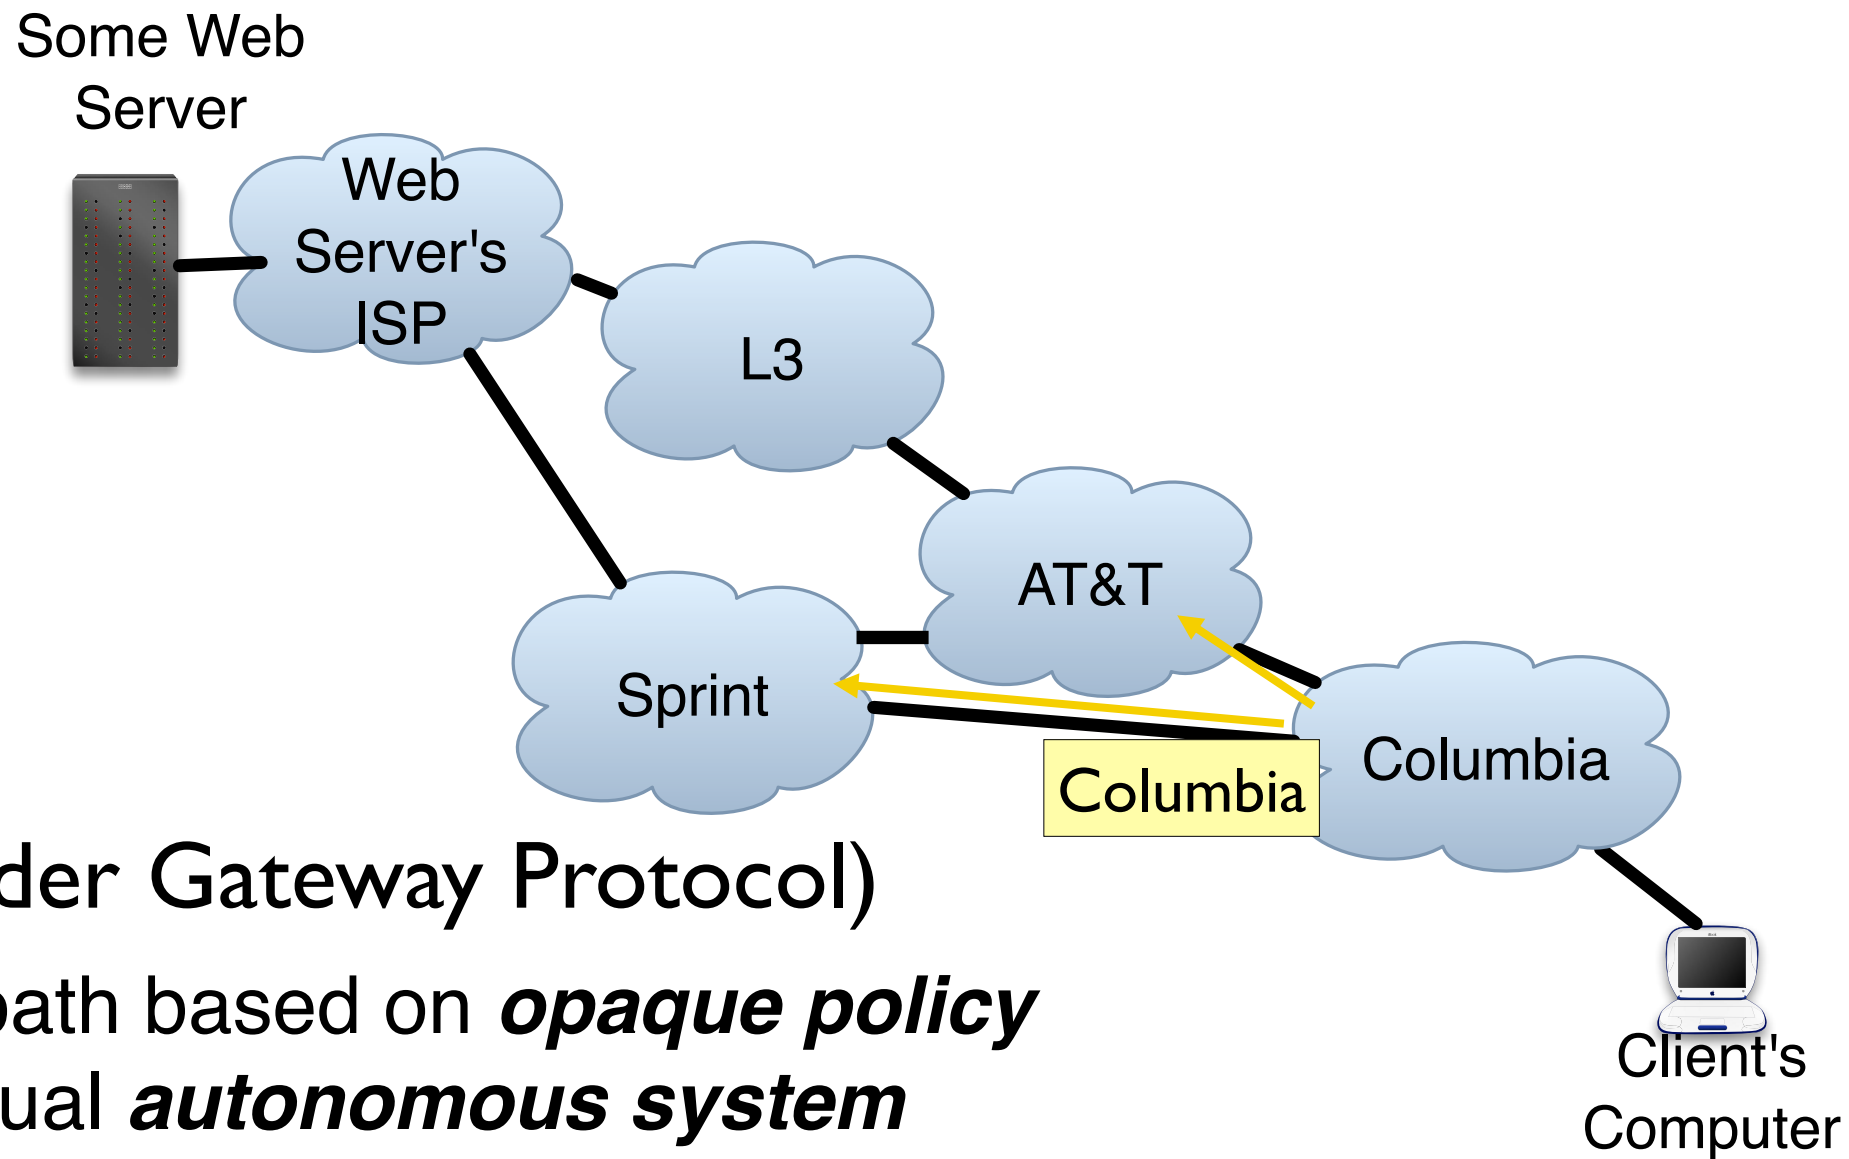 Some Web
Server
Web
Server's
ISP
L3
AT&T
Sprint
Columbia
Columbia
der Gateway Protocol)
path based on opaque policy
ual autonomous system
Client's
Computer